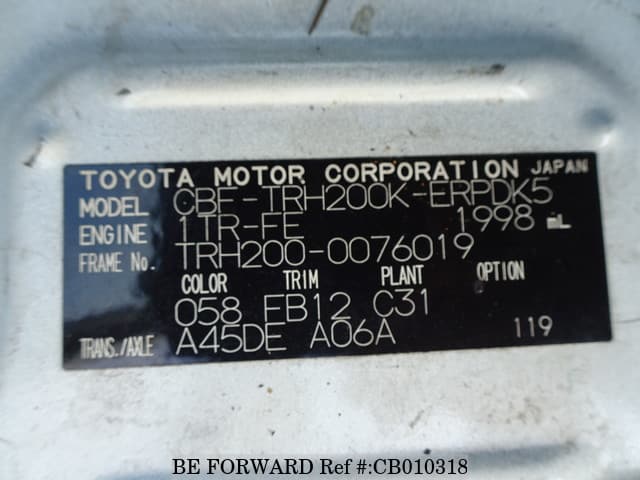 TOYOTA MOTOR CORPORATION JAPAN
MODEL CBF-TRH200K-ERPDK5
ENGINE 1TR-FE 1998 mL
FRAME No. TRH200-0076019
COLOR TRIM PLANT OPTION
058 FB12 C31
TRANS./AXLE A45DE A06A 119
BE FORWARD Ref #:CB010318